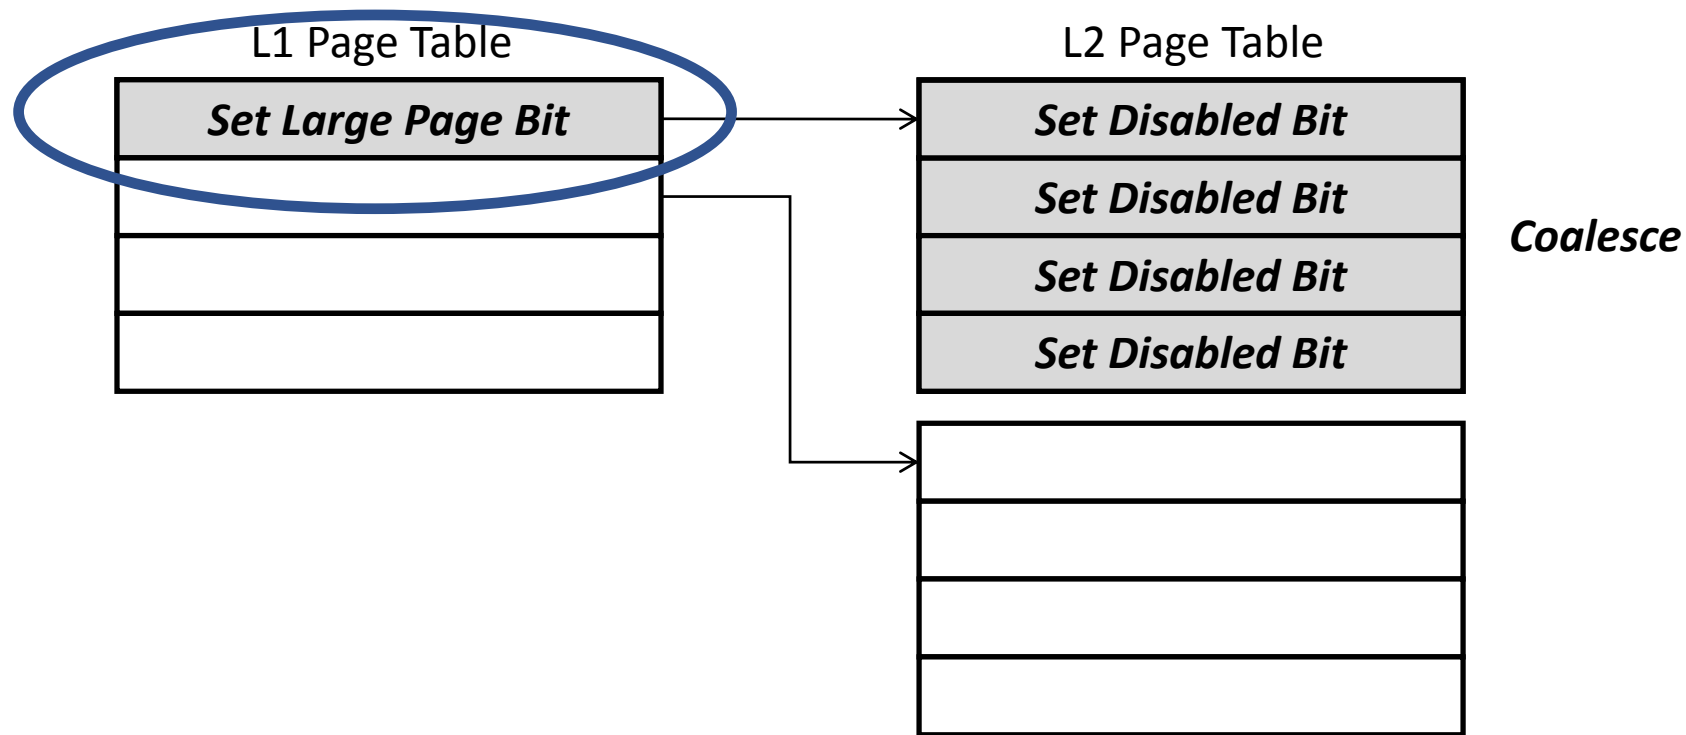 L1 Page Table
L2 Page Table
Set Large Page Bit
Set Disabled Bit
Set Disabled Bit
Set Disabled Bit
Set Disabled Bit
Coalesce